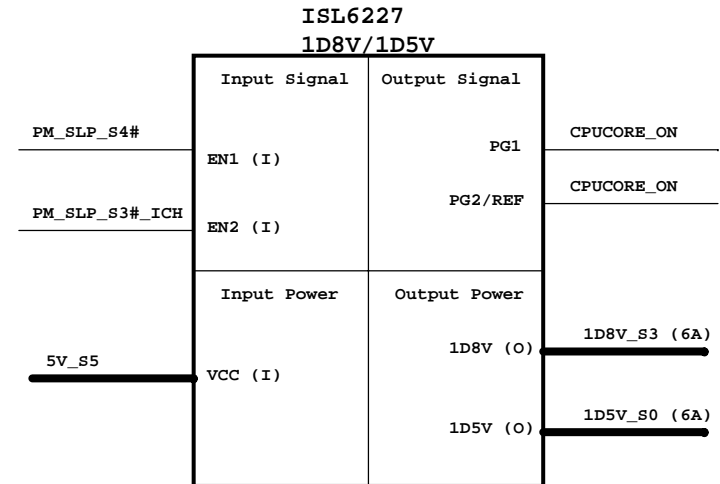 ISL6227
1D8V/1D5V
Input Signal
Output Signal
PM_SLP_S4#
EN1 (I)
PG1
CPUCORE_ON
PM_SLP_S3#_ICH
EN2 (I)
PG2/REF
CPUCORE_ON
Input Power
Output Power
5V_S5
VCC (I)
1D8V (O)
1D8V_S3 (6A)
1D5V (O)
1D5V_S0 (6A)